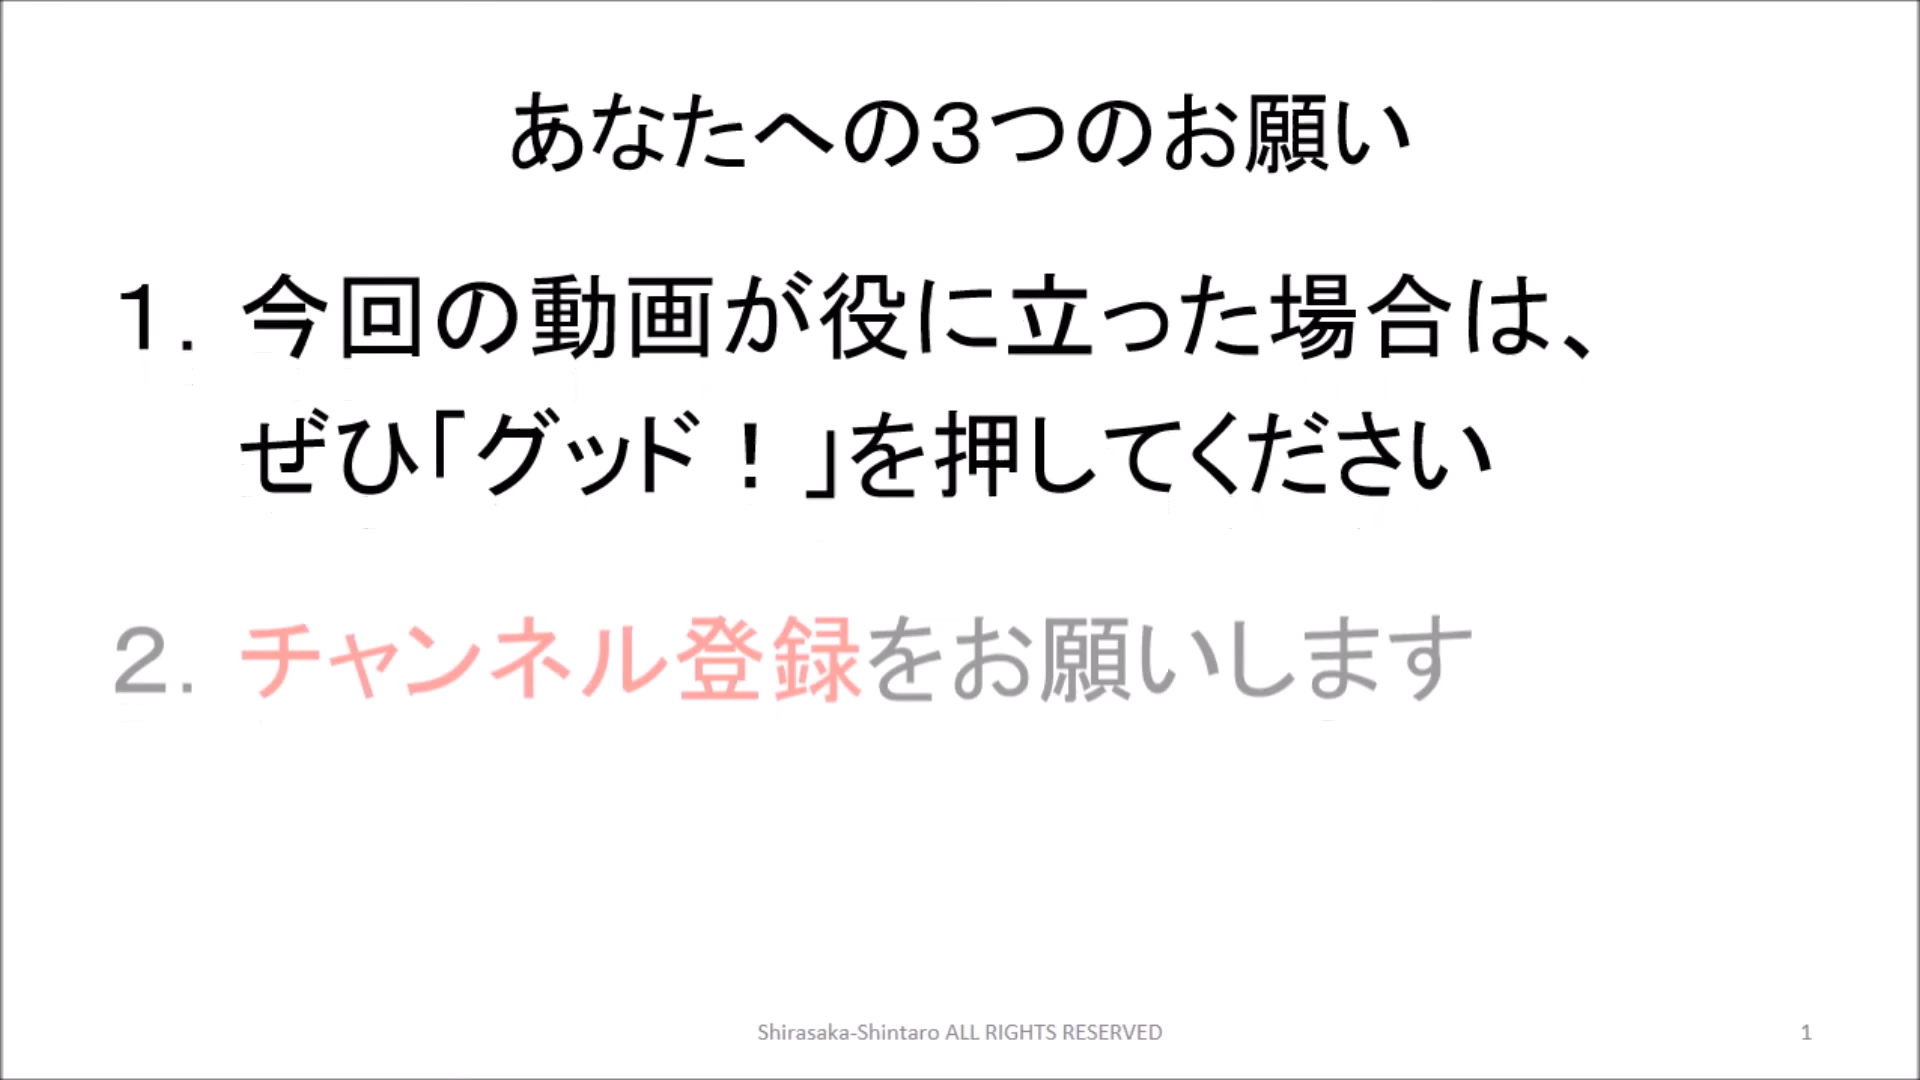 あなたへの３つのお願い
１．今回の動画が役に立った場合は、
ぜひ「グッド！」を押してください
２．チャンネル登録をお願いします
Shirasaka-Shintaro ALL RIGHTS RESERVED
1